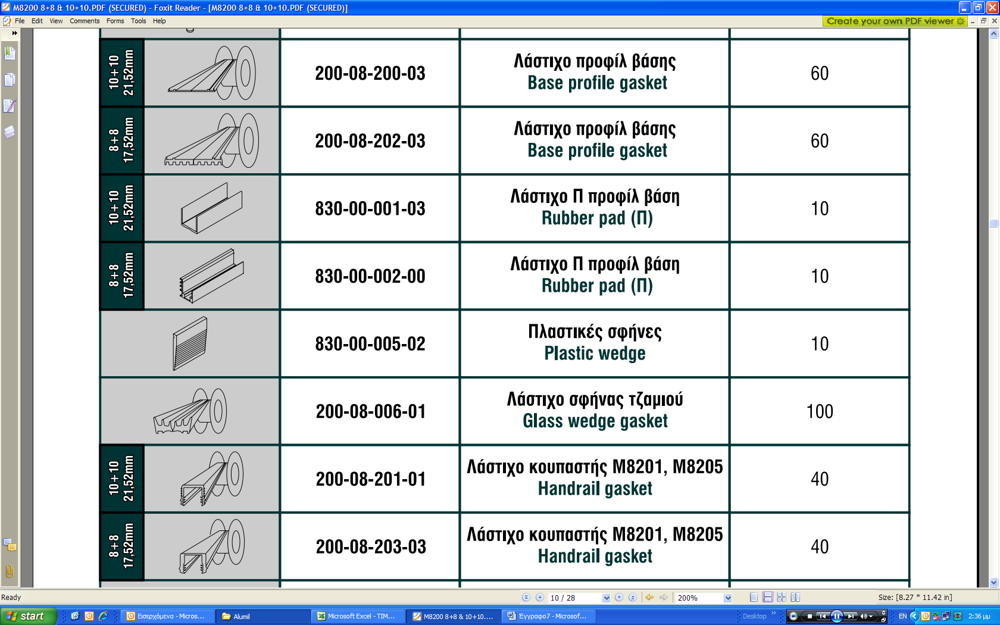 M8200 8+8 & 10+10.PDF (SECURED) - Foxit Reader - [M8200 8+8 & 10+10.PDF (SECURED)]
File Edit View Comments Forms Tools Help
Create your own PDF viewer
10+10
21,52mm
200-08-200-03
Λάστιχο προφίλ βάσης
Base profile gasket
60
8+8
17,52mm
200-08-202-03
Λάστιχο προφίλ βάσης
Base profile gasket
60
10+10
21,52mm
830-00-001-03
Λάστιχο Π προφίλ βάση
Rubber pad (Π)
10
8+8
17,52mm
830-00-002-00
Λάστιχο Π προφίλ βάση
Rubber pad (Π)
10
830-00-005-02
Πλαστικές σφήνες
Plastic wedge
10
200-08-006-01
Λάστιχο σφήνας τζαμιού
Glass wedge gasket
100
10+10
21,52mm
200-08-201-01
Λάστιχο κουπαστής M8201, M8205
Handrail gasket
40
8+8
17,52mm
200-08-203-03
Λάστιχο κουπαστής M8201, M8205
Handrail gasket
40
Ready
10 / 28
200%
Size: [8.27 * 11.42 in]
start
Εισερχόμενα - Micros...
Alumil
Microsoft Excel - TIM...
M8200 8+8 & 10+10....
Έγγραφο7 - Microsof...
Desktop
EN
2:36 μμ